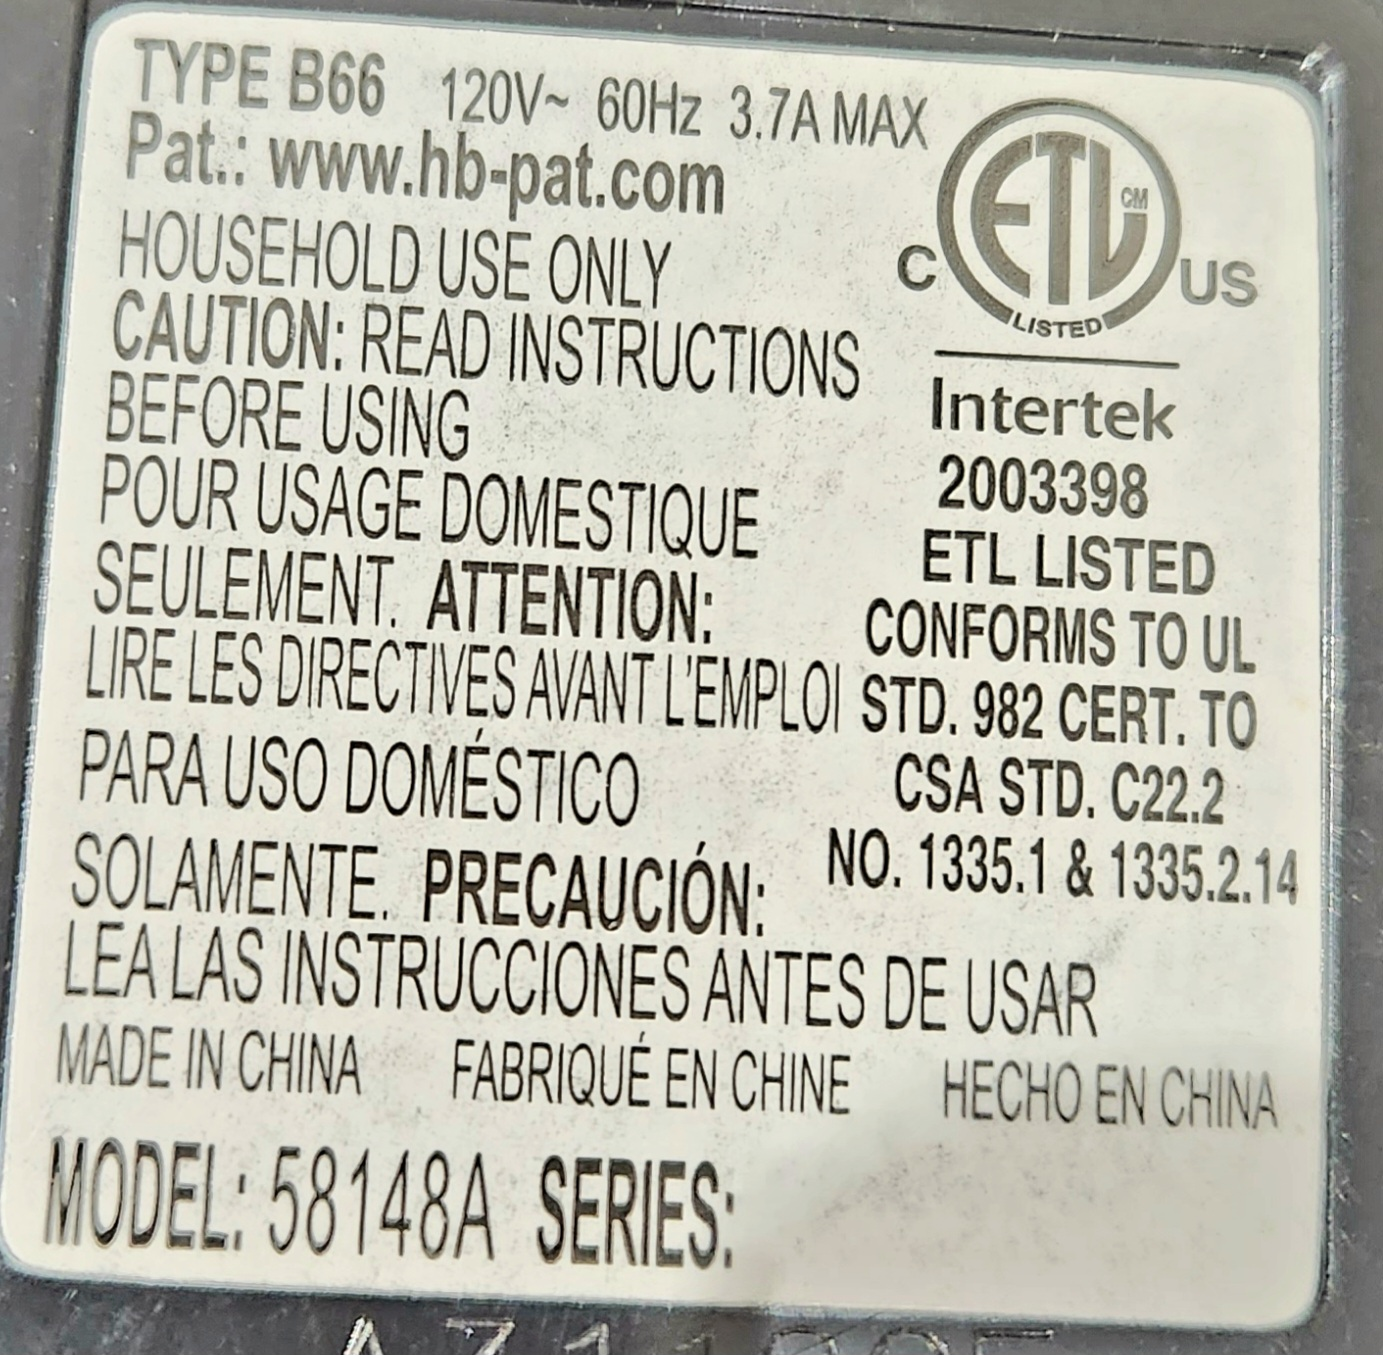 TYPE B66 120V~ 60Hz 3.7A MAX
Pat.: www.hb-pat.com
HOUSEHOLD USE ONLY
CAUTION: READ INSTRUCTIONS
BEFORE USING
POUR USAGE DOMESTIQUE
SEULEMENT. ATTENTION:
LIRE LES DIRECTIVES AVANT L'EMPLOI
PARA USO DOMÉSTICO
SOLAMENTE. PRECAUCIÓN:
LEA LAS INSTRUCCIONES ANTES DE USAR
MADE IN CHINA FABRIQUÉ EN CHINE HECHO EN CHINA
MODEL: 58148A SERIES:
ETL CM
C US
LISTED
Intertek
2003398
ETL LISTED
CONFORMS TO UL
STD. 982 CERT. TO
CSA STD. C22.2
NO. 1335.1 & 1335.2.14